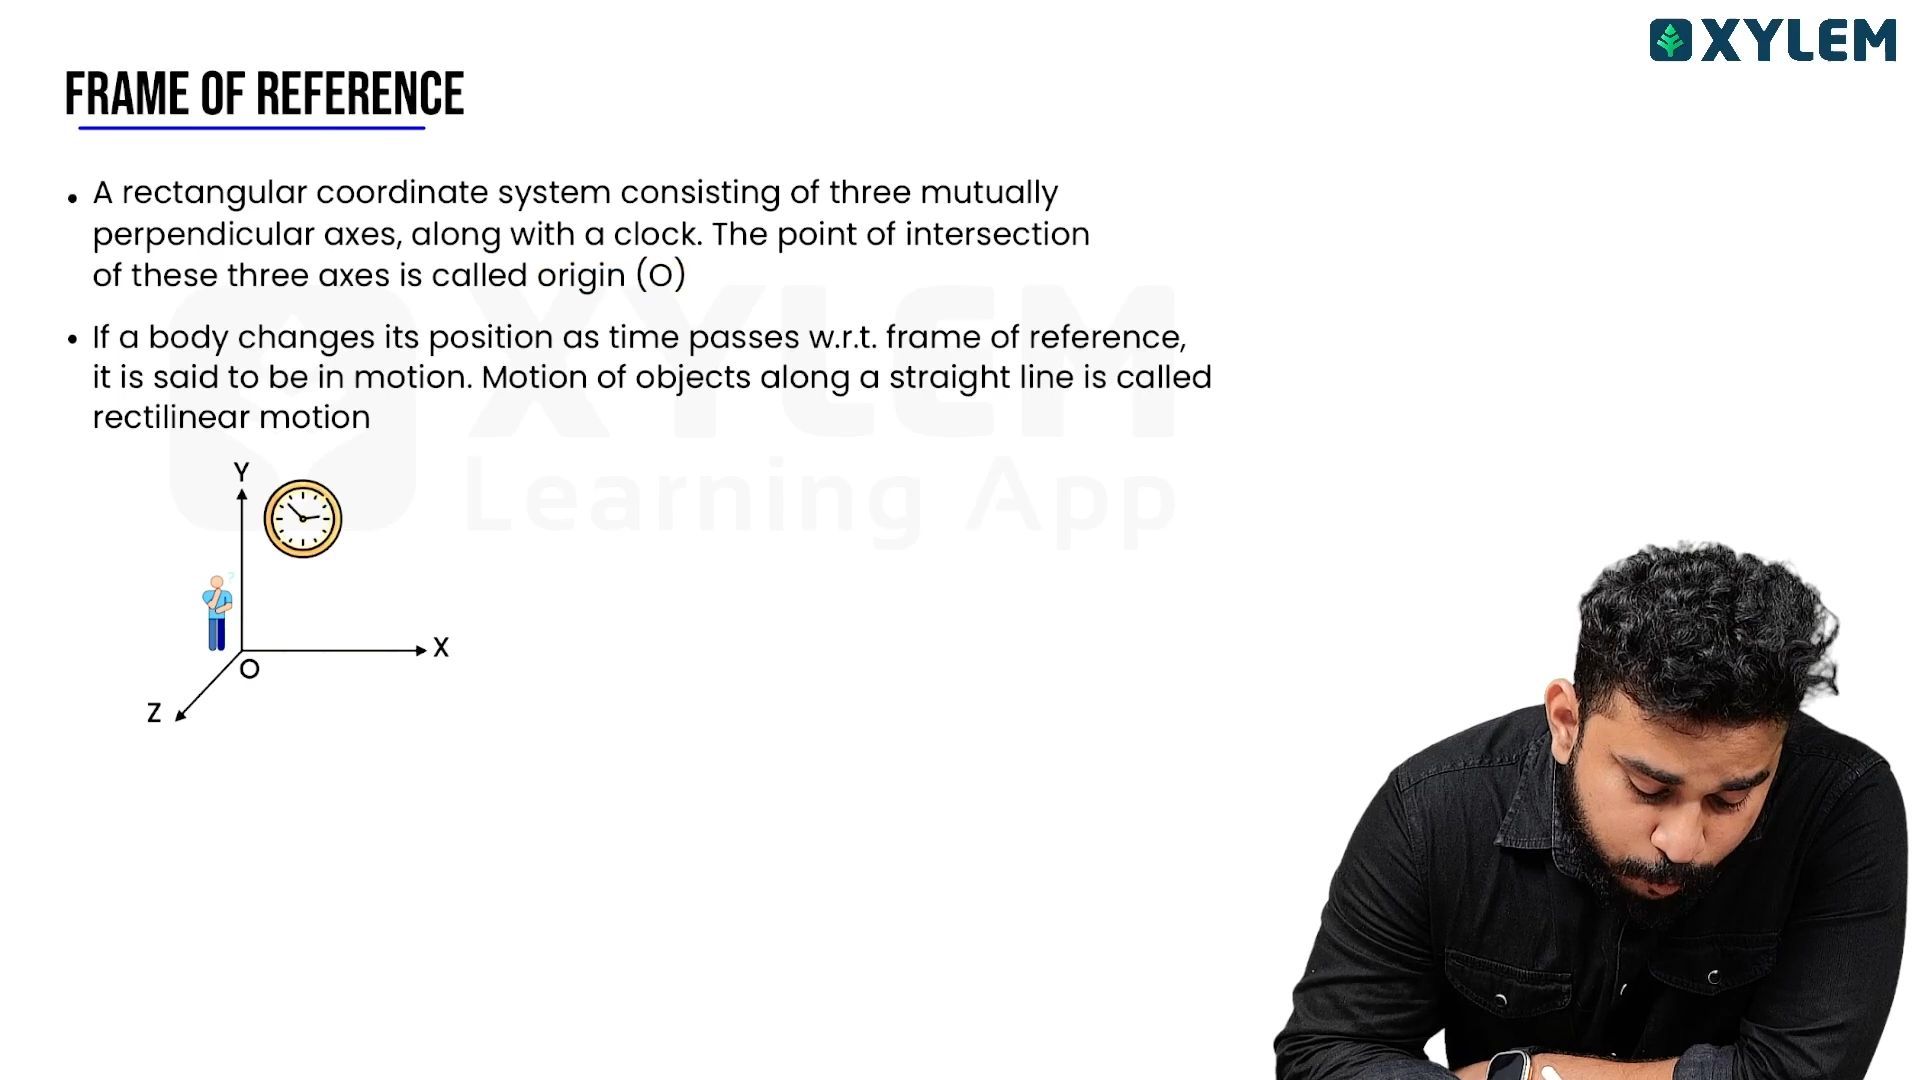 XYLEM
FRAME OF REFERENCE
• A rectangular coordinate system consisting of three mutually
perpendicular axes, along with a clock. The point of intersection
of these three axes is called origin (O)
• If a body changes its position as time passes w.r.t. frame of reference,
it is said to be in motion. Motion of objects along a straight line is called
rectilinear motion
XYLEM
Learning App
Y
?
X
O
Z